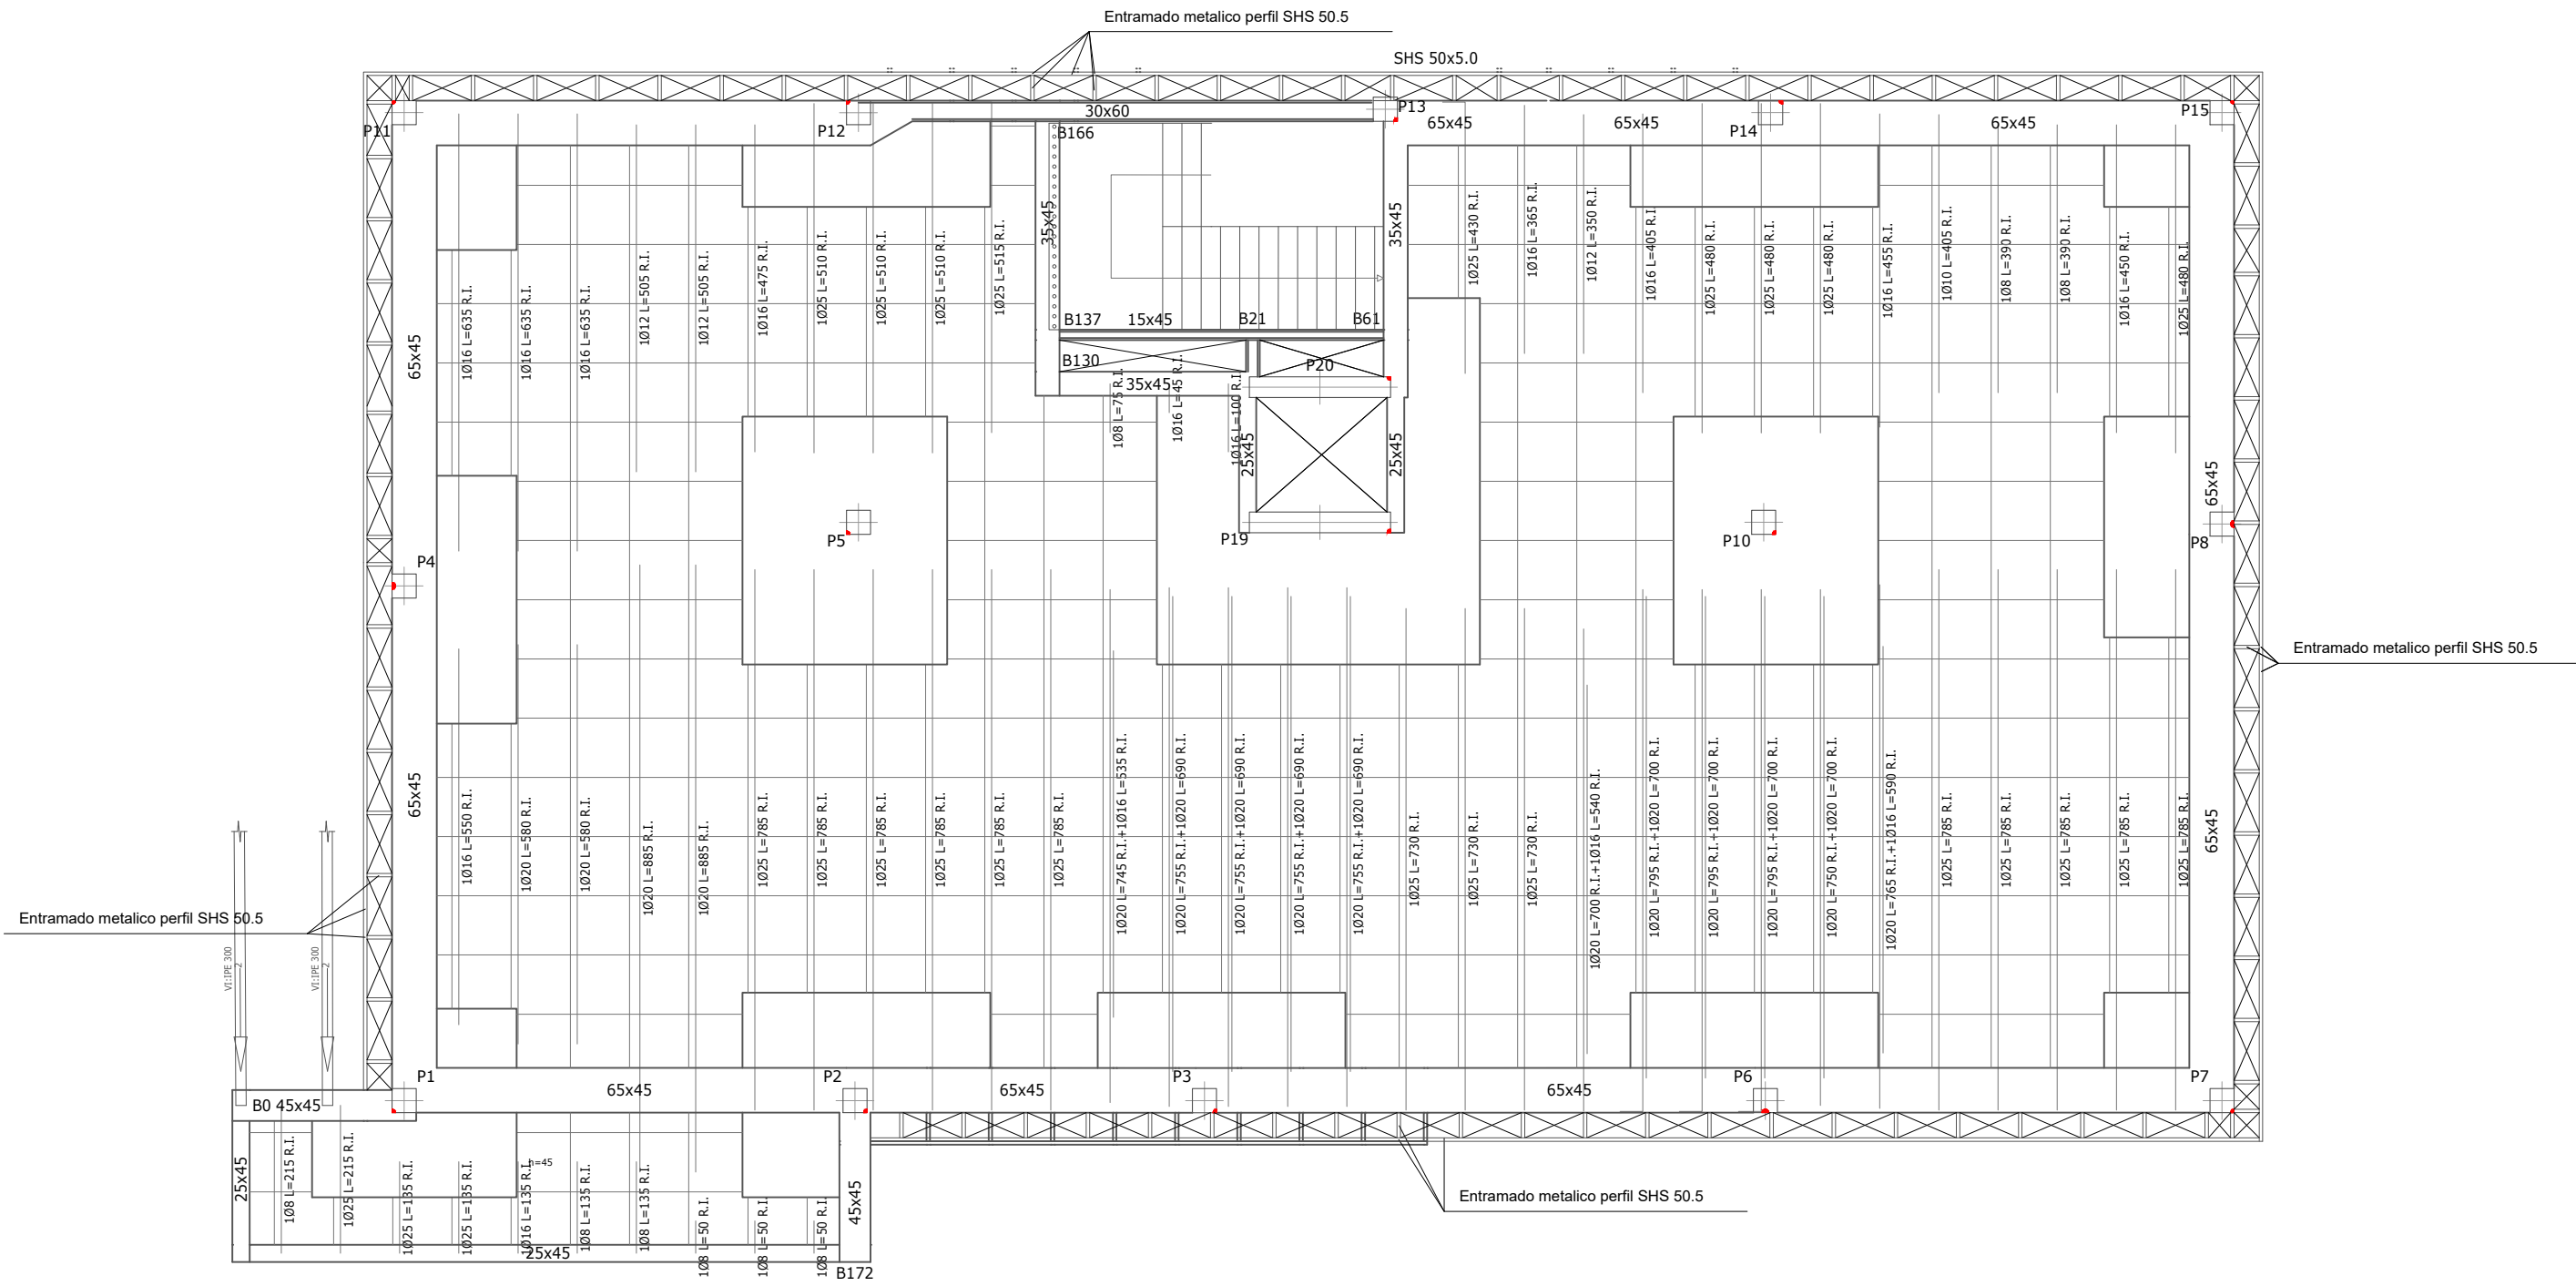 Entramado metalico perfil SHS 50.5
SHS 50x5.0
P11
P12
30x60
P13
65x45
65x45
P14
65x45
P15
B166
35x45
35x45
1Ø16 L=635 R.I.
1Ø16 L=635 R.I.
1Ø16 L=635 R.I.
1Ø12 L=505 R.I.
1Ø12 L=505 R.I.
1Ø16 L=475 R.I.
1Ø25 L=510 R.I.
1Ø25 L=510 R.I.
1Ø25 L=510 R.I.
1Ø25 L=515 R.I.
1Ø25 L=430 R.I.
1Ø16 L=365 R.I.
1Ø12 L=350 R.I.
1Ø16 L=405 R.I.
1Ø25 L=480 R.I.
1Ø25 L=480 R.I.
1Ø25 L=480 R.I.
1Ø16 L=455 R.I.
1Ø10 L=405 R.I.
1Ø8 L=390 R.I.
1Ø8 L=390 R.I.
1Ø16 L=450 R.I.
1Ø25 L=480 R.I.
B137
15x45
B21
B61
65x45
B130
35x45
P20
1Ø8 L=75 R.I.
1Ø16 L=45 R.I.
1Ø16 L=100 R.I.
25x45
25x45
65x45
P4
P5
P19
P10
P8
Entramado metalico perfil SHS 50.5
65x45
65x45
1Ø16 L=550 R.I.
1Ø20 L=580 R.I.
1Ø20 L=580 R.I.
1Ø20 L=885 R.I.
1Ø20 L=885 R.I.
1Ø25 L=785 R.I.
1Ø25 L=785 R.I.
1Ø25 L=785 R.I.
1Ø25 L=785 R.I.
1Ø25 L=785 R.I.
1Ø25 L=785 R.I.
1Ø20 L=745 R.I.+1Ø16 L=535 R.I.
1Ø20 L=755 R.I.+1Ø20 L=690 R.I.
1Ø20 L=755 R.I.+1Ø20 L=690 R.I.
1Ø20 L=755 R.I.+1Ø20 L=690 R.I.
1Ø20 L=755 R.I.+1Ø20 L=690 R.I.
1Ø25 L=730 R.I.
1Ø25 L=730 R.I.
1Ø25 L=730 R.I.
1Ø20 L=700 R.I.+1Ø16 L=540 R.I.
1Ø20 L=795 R.I.+1Ø20 L=700 R.I.
1Ø20 L=795 R.I.+1Ø20 L=700 R.I.
1Ø20 L=795 R.I.+1Ø20 L=700 R.I.
1Ø20 L=750 R.I.+1Ø20 L=700 R.I.
1Ø20 L=765 R.I.+1Ø16 L=590 R.I.
1Ø25 L=785 R.I.
1Ø25 L=785 R.I.
1Ø25 L=785 R.I.
1Ø25 L=785 R.I.
1Ø25 L=785 R.I.
Entramado metalico perfil SHS 50.5
VI:IPE 300
2
VI:IPE 300
2
P1
65x45
P2
65x45
P3
65x45
P6
P7
B0 45x45
25x45
1Ø8 L=215 R.I.
1Ø25 L=215 R.I.
1Ø25 L=135 R.I.
1Ø25 L=135 R.I.
1Ø16 L=135 R.I.
h=45
1Ø8 L=135 R.I.
1Ø8 L=135 R.I.
1Ø8 L=50 R.I.
1Ø8 L=50 R.I.
1Ø8 L=50 R.I.
45x45
25x45
B172
Entramado metalico perfil SHS 50.5